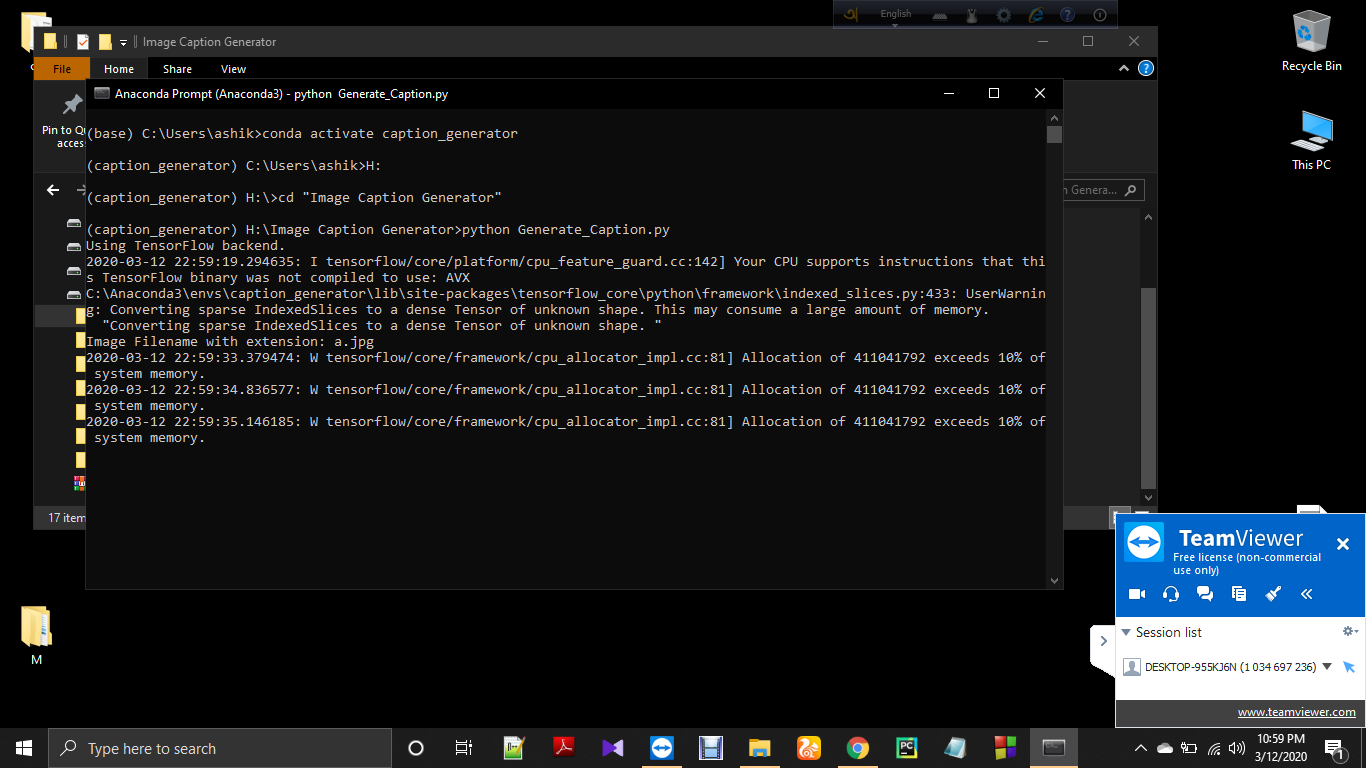 English
Image Caption Generator
Recycle Bin
File Home Share View
Anaconda Prompt (Anaconda3) - python Generate_Caption.py
Pin to Qu
access
(base) C:\Users\ashik>conda activate caption_generator
(caption_generator) C:\Users\ashik>H:
This PC
(caption_generator) H:\>cd "Image Caption Generator"
n Genera...
(caption_generator) H:\Image Caption Generator>python Generate_Caption.py
Using TensorFlow backend.
2020-03-12 22:59:19.294635: I tensorflow/core/platform/cpu_feature_guard.cc:142] Your CPU supports instructions that thi
s TensorFlow binary was not compiled to use: AVX
C:\Anaconda3\envs\caption_generator\lib\site-packages\tensorflow_core\python\framework\indexed_slices.py:433: UserWarnin
g: Converting sparse IndexedSlices to a dense Tensor of unknown shape. This may consume a large amount of memory.
"Converting sparse IndexedSlices to a dense Tensor of unknown shape. "
Image Filename with extension: a.jpg
2020-03-12 22:59:33.379474: W tensorflow/core/framework/cpu_allocator_impl.cc:81] Allocation of 411041792 exceeds 10% of
system memory.
2020-03-12 22:59:34.836577: W tensorflow/core/framework/cpu_allocator_impl.cc:81] Allocation of 411041792 exceeds 10% of
system memory.
2020-03-12 22:59:35.146185: W tensorflow/core/framework/cpu_allocator_impl.cc:81] Allocation of 411041792 exceeds 10% of
system memory.
17 item
TeamViewer
Free license (non-commercial
use only)
Session list
DESKTOP-955KJ6N (1 034 697 236)
www.teamviewer.com
M
Type here to search
10:59 PM
3/12/2020
1